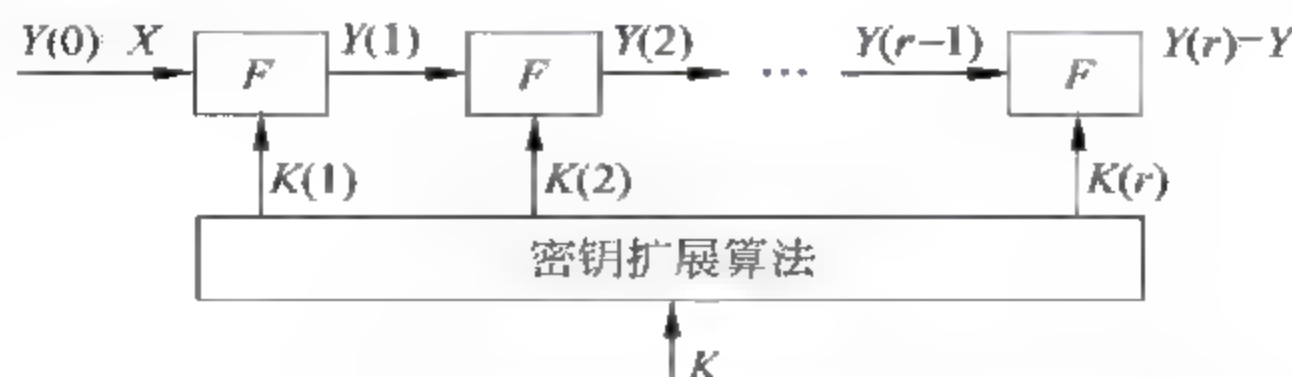 Y(0) X
F
Y(1)
F
Y(2)
...
Y(r-1)
F
Y(r)-Y
K(1)
K(2)
K(r)
密钥扩展算法
K